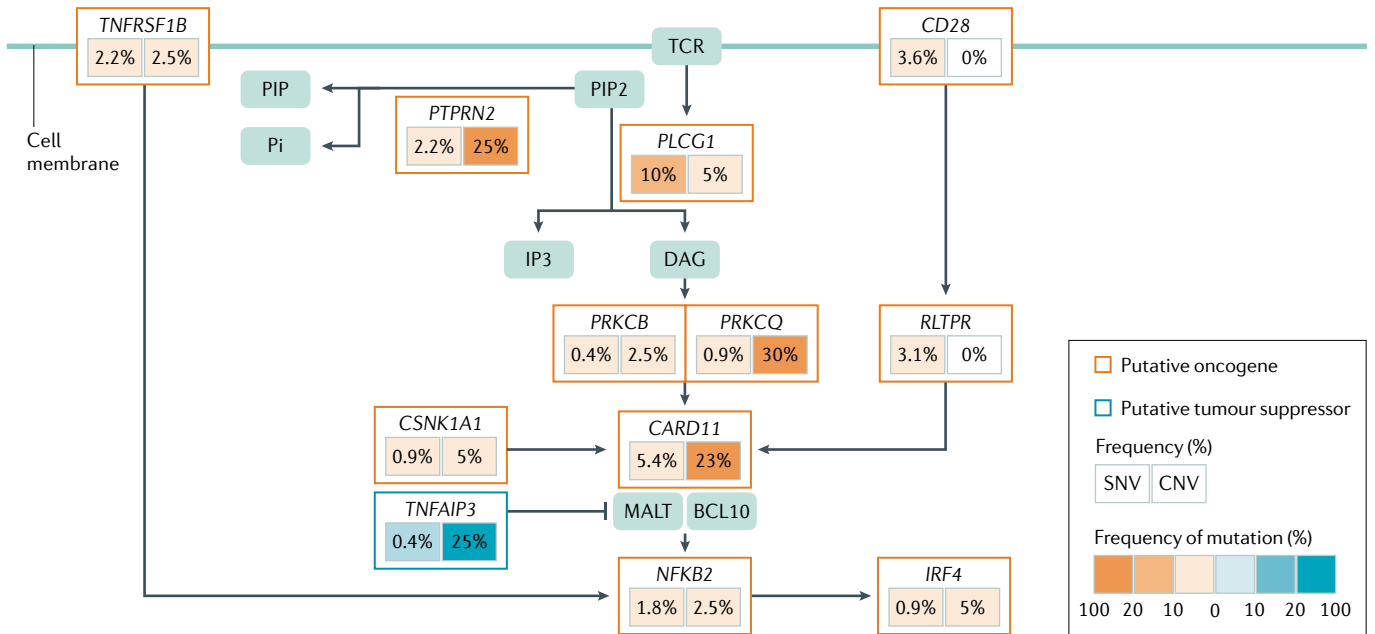 TNFRSF1B
2.2% 2.5%
TCR
CD28
3.6% 0%
Cell
membrane
PIP
PIP2
Pi
PTPRN2
2.2% 25%
PLCG1
10% 5%
IP3
DAG
PRKCB
0.4% 2.5%
PRKCQ
0.9% 30%
RLTPR
3.1% 0%
CSNK1A1
0.9% 5%
CARD11
5.4% 23%
TNFAIP3
0.4% 25%
MALT
BCL10
NFKB2
1.8% 2.5%
IRF4
0.9% 5%
Putative oncogene
Putative tumour suppressor
Frequency (%)
SNV CNV
Frequency of mutation (%)
100 20 10 0 10 20 100